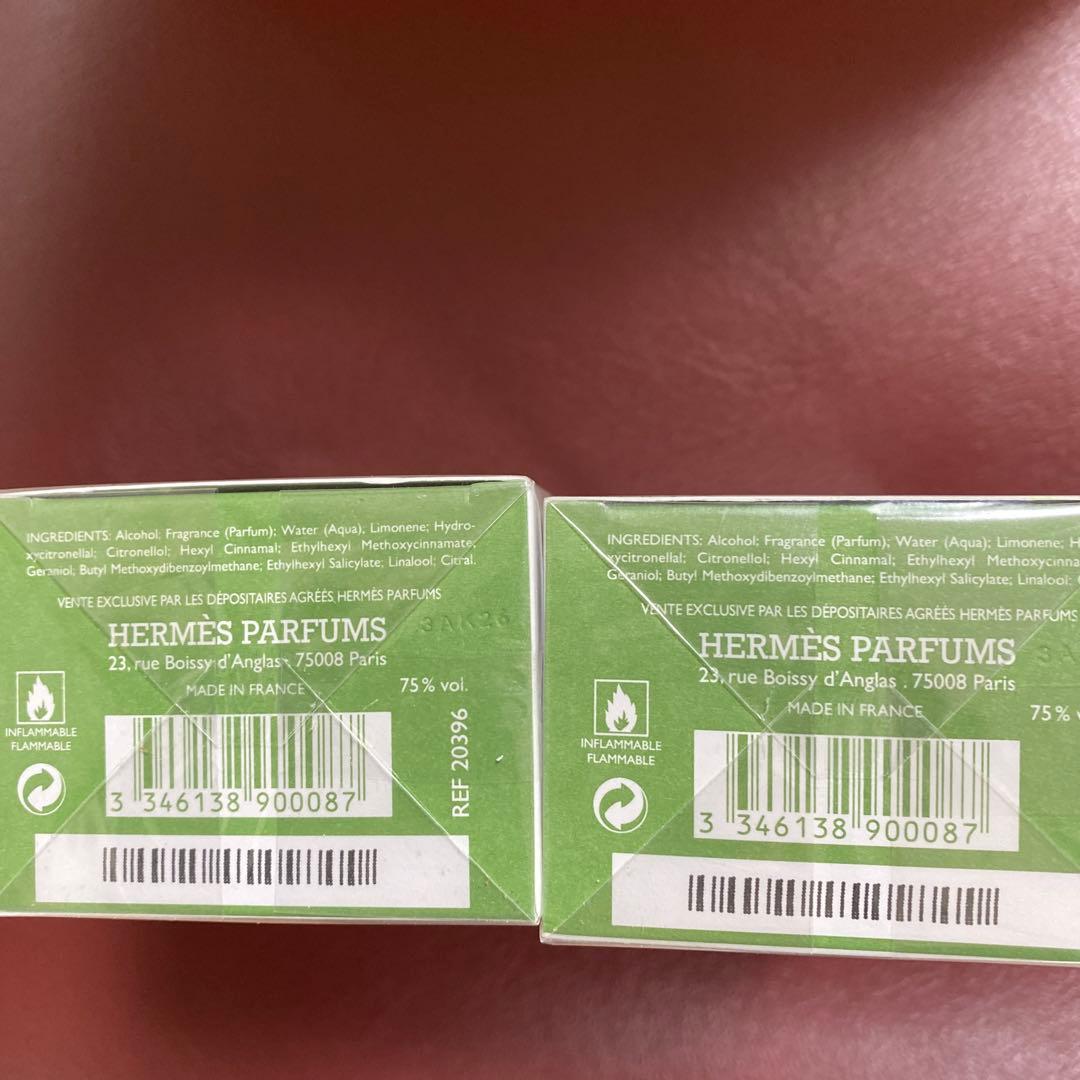 INGREDIENTS: Alcohol, Fragrance (Parfum); Water (Aqua), Limonene; Hydro-
xycitronellal; Citronellol; Hexyl Cinnamal; Ethylhexyl Methoxycinnamate;
Geraniol; Butyl Methoxydibenzoylmethane; Ethylhexyl Salicylate; Linalool; Citral.
VENTE EXCLUSIVE PAR LES DÉPOSITAIRES AGRÉÉS HERMÈS PARFUMS
HERMÈS PARFUMS
3AK26
23, rue Boissy d'Anglas . 75008 Paris
MADE IN FRANCE
75% vol.
INFLAMMABLE
FLAMMABLE
REF 20396
3 346138 900087
INGREDIENTS: Alcohol; Fragrance (Parfum); Water (Aqua); Limonene; H
xycitronellal; Citronellol; Hexyl Cinnamal; Ethylhexyl Methoxycinna
Geraniol; Butyl Methoxydibenzoylmethane; Ethylhexyl Salicylate; Linalool;
VENTE EXCLUSIVE PAR LES DÉPOSITAIRES AGRÉÉS HERMÈS PARFUMS
HERMÈS PARFUMS
3A
23, rue Boissy d'Anglas . 75008 Paris
MADE IN FRANCE
75%
INFLAMMABLE
FLAMMABLE
3 346138 900087